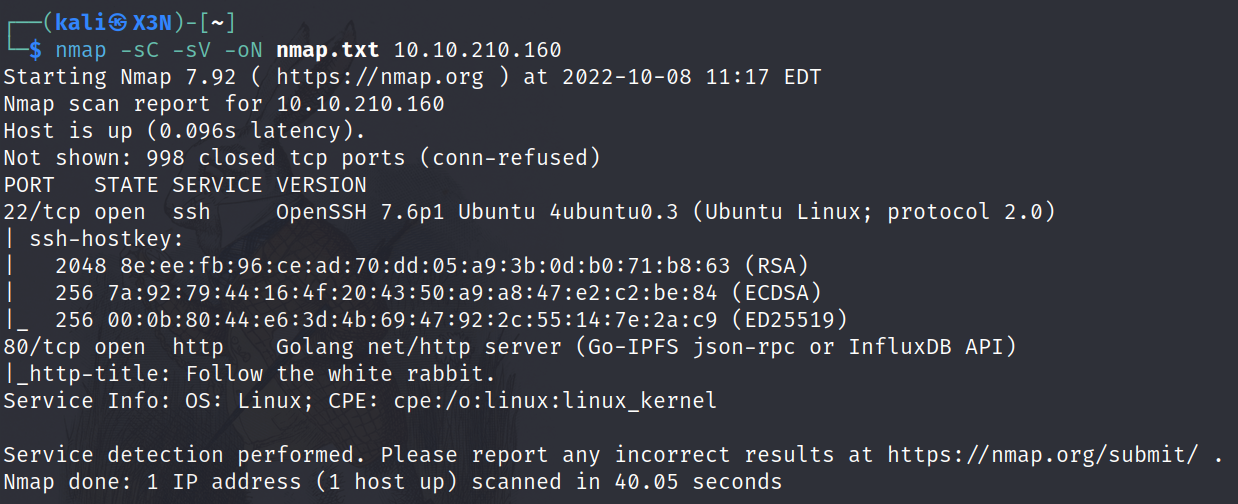 ┌──(kali㉿X3N)-[~]
└─$ nmap -sC -sV -oN nmap.txt 10.10.210.160
Starting Nmap 7.92 ( https://nmap.org ) at 2022-10-08 11:17 EDT
Nmap scan report for 10.10.210.160
Host is up (0.096s latency).
Not shown: 998 closed tcp ports (conn-refused)
PORT   STATE SERVICE VERSION
22/tcp open  ssh     OpenSSH 7.6p1 Ubuntu 4ubuntu0.3 (Ubuntu Linux; protocol 2.0)
| ssh-hostkey:
|   2048 8e:ee:fb:96:ce:ad:70:dd:05:a9:3b:0d:b0:71:b8:63 (RSA)
|   256 7a:92:79:44:16:4f:20:43:50:a9:a8:47:e2:c2:be:84 (ECDSA)
|_  256 00:0b:80:44:e6:3d:4b:69:47:92:2c:55:14:7e:2a:c9 (ED25519)
80/tcp open  http    Golang net/http server (Go-IPFS json-rpc or InfluxDB API)
|_http-title: Follow the white rabbit.
Service Info: OS: Linux; CPE: cpe:/o:linux:linux_kernel

Service detection performed. Please report any incorrect results at https://nmap.org/submit/ .
Nmap done: 1 IP address (1 host up) scanned in 40.05 seconds